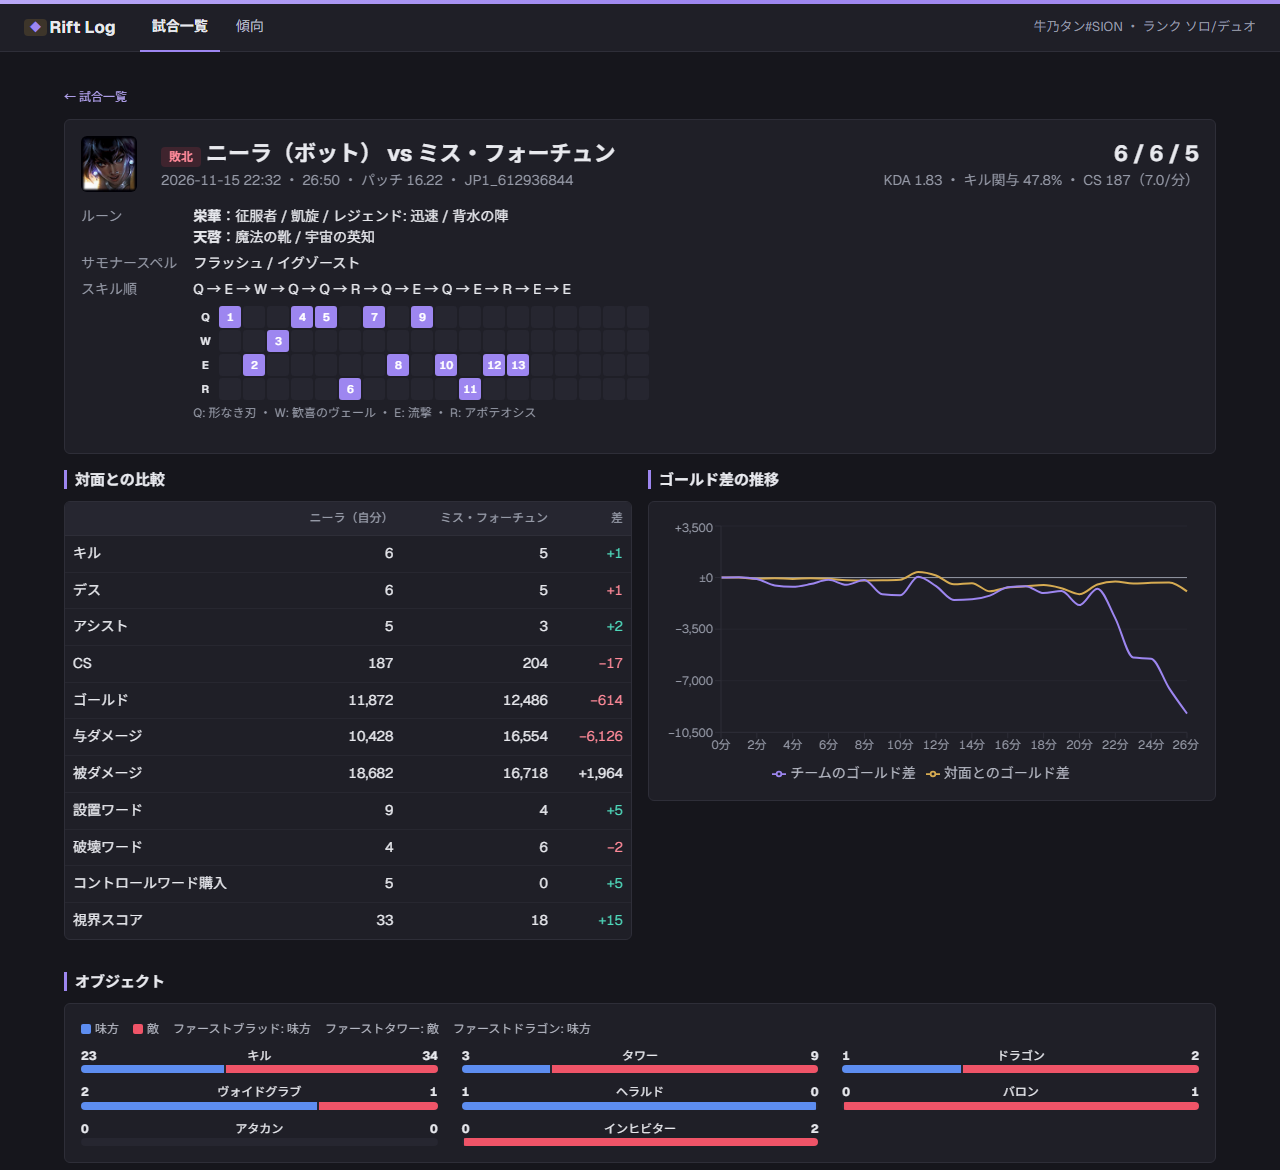 Rift Log 試合一覧 傾向 牛乃タン#SION ・ ランク ソロ/デュオ
← 試合一覧
敗北 ニーラ（ボット） vs ミス・フォーチュン 6 / 6 / 5
2026-11-15 22:32 ・ 26:50 ・ パッチ 16.22 ・ JP1_612936844 KDA 1.83 ・ キル関与 47.8% ・ CS 187（7.0/分）
ルーン 栄華：征服者 / 凱旋 / レジェンド: 迅速 / 背水の陣
天啓：魔法の靴 / 宇宙の英知
サモナースペル フラッシュ / イグゾースト
スキル順 Q → E → W → Q → Q → R → Q → E → Q → E → R → E → E
Q 1 4 5 7 9
W 3
E 2 8 10 12 13
R 6 11
Q: 形なき刃 ・ W: 歓喜のヴェール ・ E: 流撃 ・ R: アポテオシス
対面との比較
ニーラ（自分） ミス・フォーチュン 差
キル 6 5 +1
デス 6 5 +1
アシスト 5 3 +2
CS 187 204 −17
ゴールド 11,872 12,486 −614
与ダメージ 10,428 16,554 −6,126
被ダメージ 18,682 16,718 +1,964
設置ワード 9 4 +5
破壊ワード 4 6 −2
コントロールワード購入 5 0 +5
視界スコア 33 18 +15
ゴールド差の推移
+3,500
±0
−3,500
−7,000
−10,500
0分 2分 4分 6分 8分 10分 12分 14分 16分 18分 20分 22分 24分 26分
チームのゴールド差 対面とのゴールド差
オブジェクト
味方 敵 ファーストブラッド: 味方 ファーストタワー: 敵 ファーストドラゴン: 味方
23 キル 34 3 タワー 9 1 ドラゴン 2
2 ヴォイドグラブ 1 1 ヘラルド 0 0 バロン 1
0 アタカン 0 0 インヒビター 2